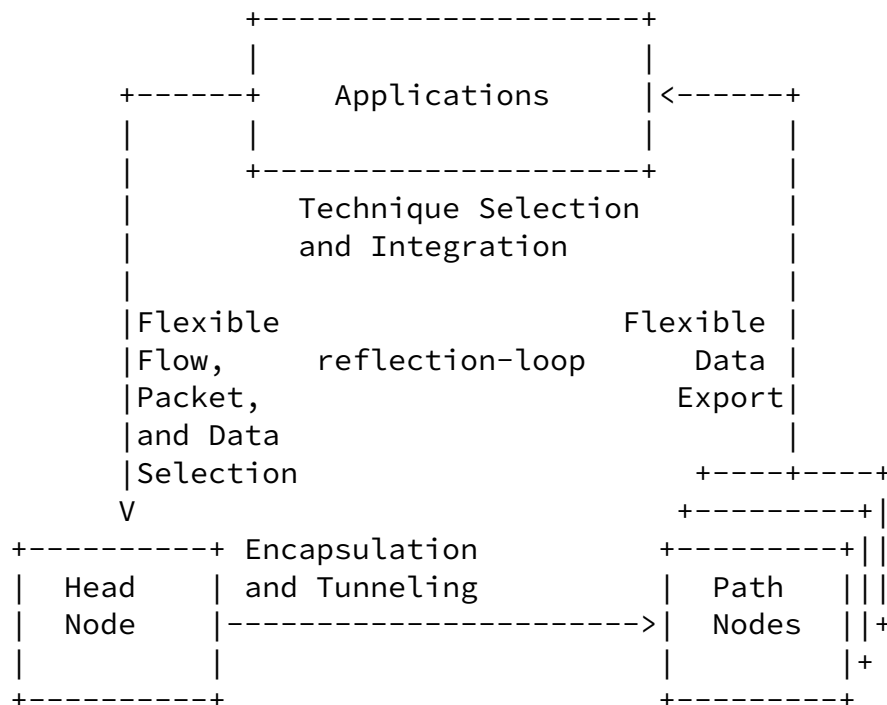 Applications
Technique Selection
and Integration
Flexible
Flow,
Packet,
and Data
Selection
reflection-loop
Flexible
Data
Export
Head
Node
Encapsulation
and Tunneling
Path
Nodes